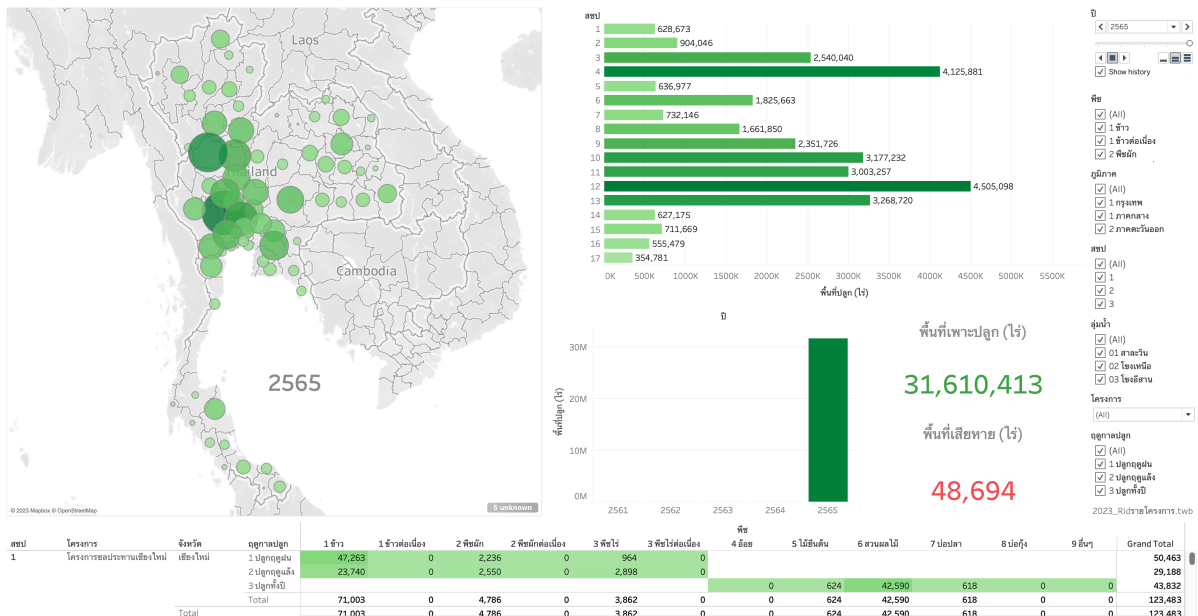 Laos
Thailand
Cambodia
2565
© 2023 Mapbox © OpenStreetMap
5 unknown
สชป
1 628,673
2 904,046
3 2,540,040
4 4,125,881
5 636,977
6 1,825,663
7 732,146
8 1,661,850
9 2,351,726
10 3,177,232
11 3,003,257
12 4,505,098
13 3,268,720
14 627,175
15 711,669
16 555,479
17 354,781
0K 500K 1000K 1500K 2000K 2500K 3000K 3500K 4000K 4500K 5000K 5500K
พื้นที่ปลูก (ไร่)
ปี
พื้นที่ปลูก (ไร่)
30M
20M
10M
0M
2561 2562 2563 2564 2565
พื้นที่เพาะปลูก (ไร่)
31,610,413
พื้นที่เสียหาย (ไร่)
48,694
ปี
2565
Show history
พืช
(All)
1 ข้าว
1 ข้าวต่อเนื่อง
2 พืชผัก
ภูมิภาค
(All)
1 กรุงเทพ
1 ภาคกลาง
2 ภาคตะวันออก
สชป
(All)
1
2
3
ลุ่มน้ำ
(All)
01 สาละวิน
02 โขงเหนือ
03 โขงอีสาน
โครงการ
(All)
ฤดูกาลปลูก
(All)
1 ปลูกฤดูฝน
2 ปลูกฤดูแล้ง
3 ปลูกทั้งปี
2023_Ridรายโครงการ.twb
พืช
สชป โครงการ จังหวัด ฤดูกาลปลูก 1 ข้าว 1 ข้าวต่อเนื่อง 2 พืชผัก 2 พืชผักต่อเนื่อง 3 พืชไร่ 3 พืชไร่ต่อเนื่อง 4 อ้อย 5 ไม้ยืนต้น 6 สวนผลไม้ 7 บ่อปลา 8 บ่อกุ้ง 9 อื่นๆ Grand Total
1 โครงการชลประทานเชียงใหม่ เชียงใหม่ 1 ปลูกฤดูฝน 47,263 0 2,236 0 964 0 50,463
2 ปลูกฤดูแล้ง 23,740 0 2,550 0 2,898 0 29,188
3 ปลูกทั้งปี 0 624 42,590 618 0 0 43,832
Total 71,003 0 4,786 0 3,862 0 0 624 42,590 618 0 0 123,483
Total 71,003 0 4,786 0 3,862 0 0 624 42,590 618 0 0 123,483